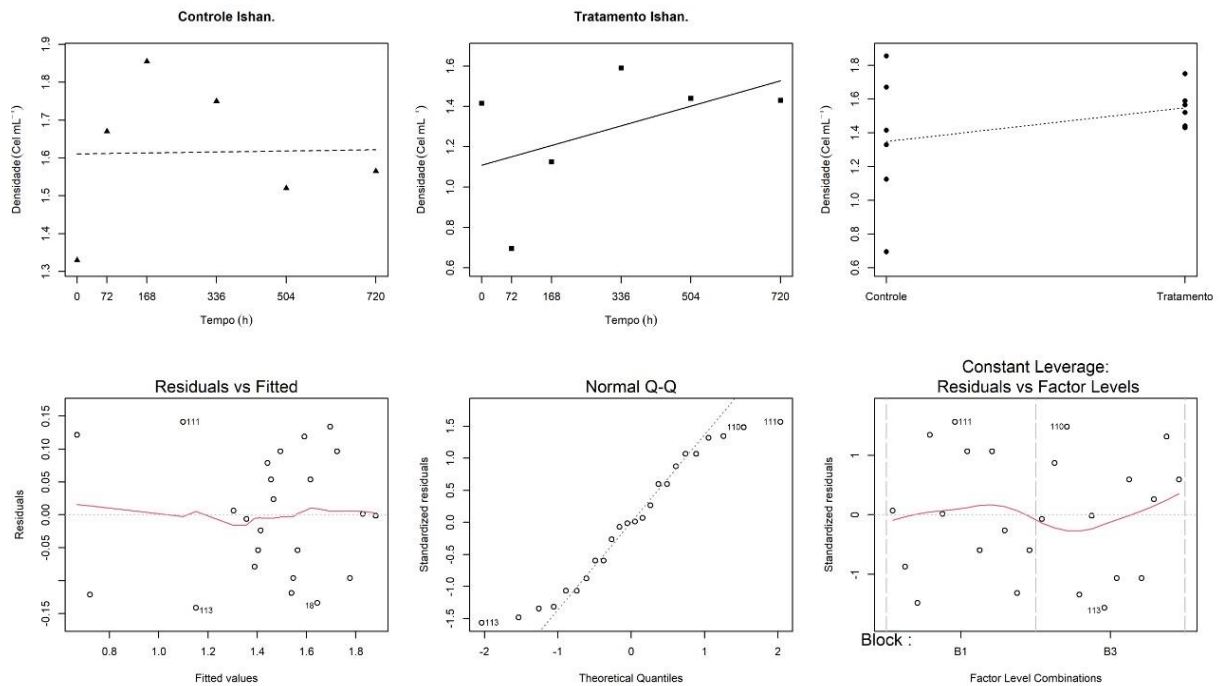 Controle Ishan.
Densidade (Cel mL⁻¹)
1.9
1.8
1.7
1.6
1.5
1.4
1.3
0 72 168 336 504 720
Tempo (h)
Tratamento Ishan.
Densidade (Cel mL⁻¹)
1.6
1.4
1.2
1.0
0.8
0.6
0 72 168 336 504 720
Tempo (h)
Densidade (Cel mL⁻¹)
1.8
1.6
1.4
1.2
1.0
0.8
0.6
Controle Tratamento
Residuals vs Fitted
Residuals
0.15
0.10
0.05
0.00
-0.05
-0.15
111
113
18
0.8 1.0 1.2 1.4 1.6 1.8
Fitted values
Normal Q-Q
Standardized residuals
1.5
1.0
0.5
0.0
-0.5
-1.0
-1.5
110
111
113
-2 -1 0 1 2
Theoretical Quantiles
Constant Leverage:
Residuals vs Factor Levels
Standardized residuals
1
0
-1
111
110
113
Block :
B1 B3
Factor Level Combinations